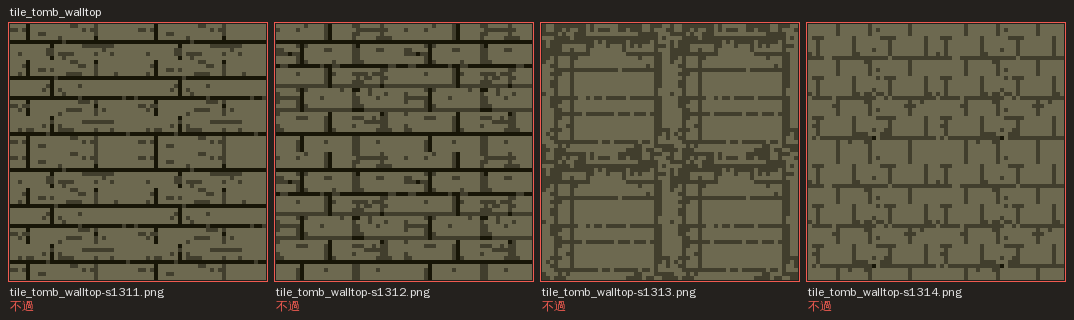 tile_tomb_walltop
tile_tomb_walltop-s1311.png
不過
tile_tomb_walltop-s1312.png
不過
tile_tomb_walltop-s1313.png
不過
tile_tomb_walltop-s1314.png
不過